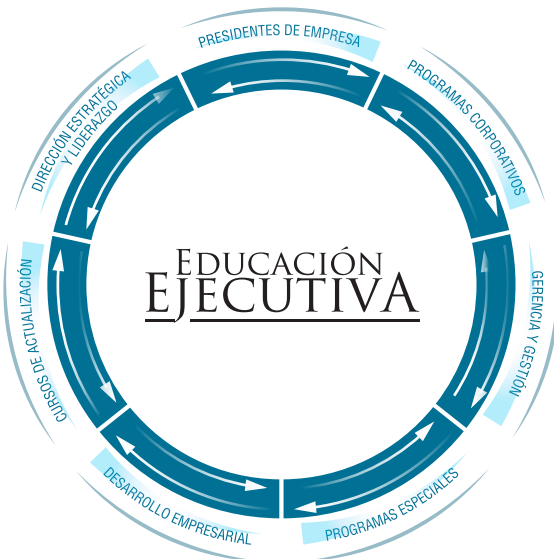 PRESIDENTES DE EMPRESA
PROGRAMAS CORPORATIVOS
GERENCIA Y GESTIÓN
PROGRAMAS ESPECIALES
DESARROLLO EMPRESARIAL
CURSOS DE ACTUALIZACIÓN
DIRECCIÓN ESTRATÉGICA
Y LIDERAZGO
EDUCACIÓN
EJECUTIVA